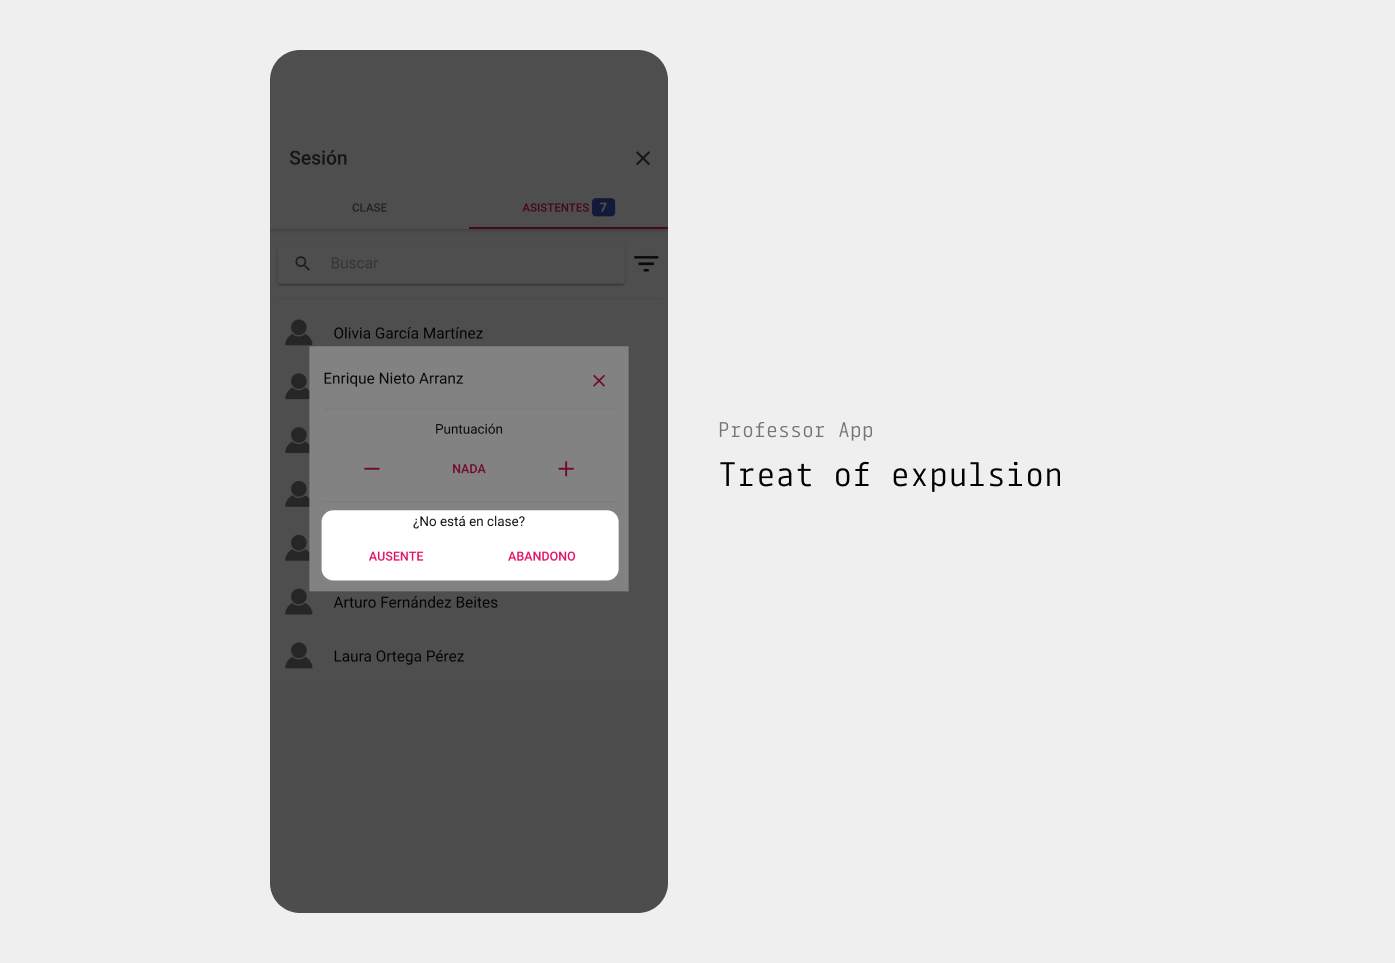 Sesión
CLASE
ASISTENTES 7
Buscar
Olivia García Martínez
Enrique Nieto Arranz
Puntuación
NADA
¿No está en clase?
AUSENTE
ABANDONO
Arturo Fernández Beites
Laura Ortega Pérez
Professor App
Treat of expulsion